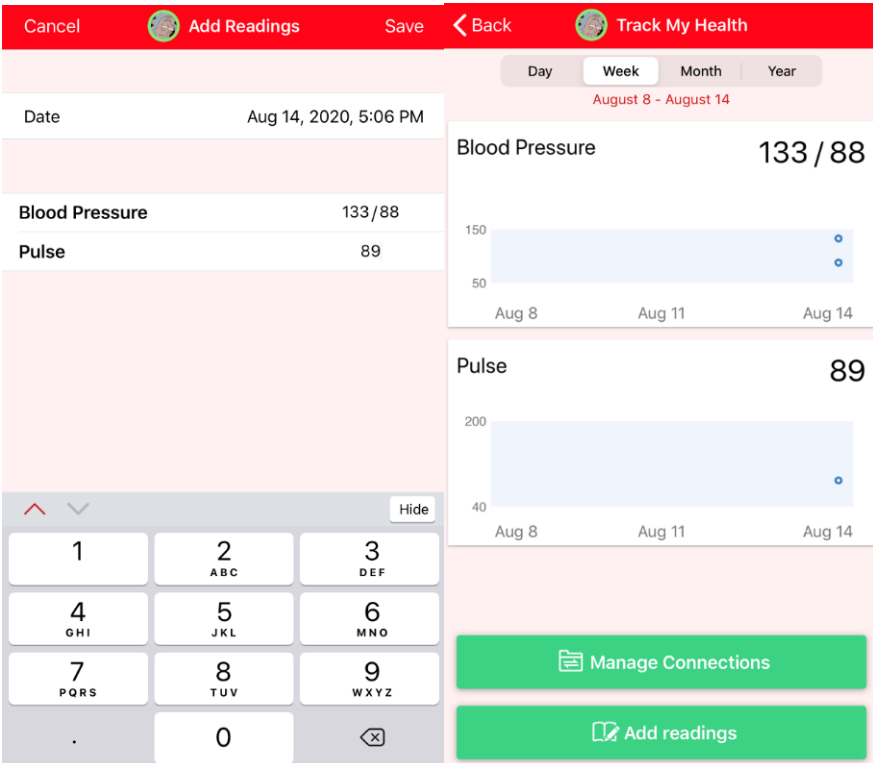 Cancel Add Readings Save
Date Aug 14, 2020, 5:06 PM
Blood Pressure 133/88
Pulse 89
Hide
1
2 ABC
3 DEF
4 GHI
5 JKL
6 MNO
7 PQRS
8 TUV
9 WXYZ
. 0
Back Track My Health
Day Week Month Year
August 8 - August 14
Blood Pressure 133/88
150
50
Aug 8 Aug 11 Aug 14
Pulse 89
200
40
Aug 8 Aug 11 Aug 14
Manage Connections
Add readings